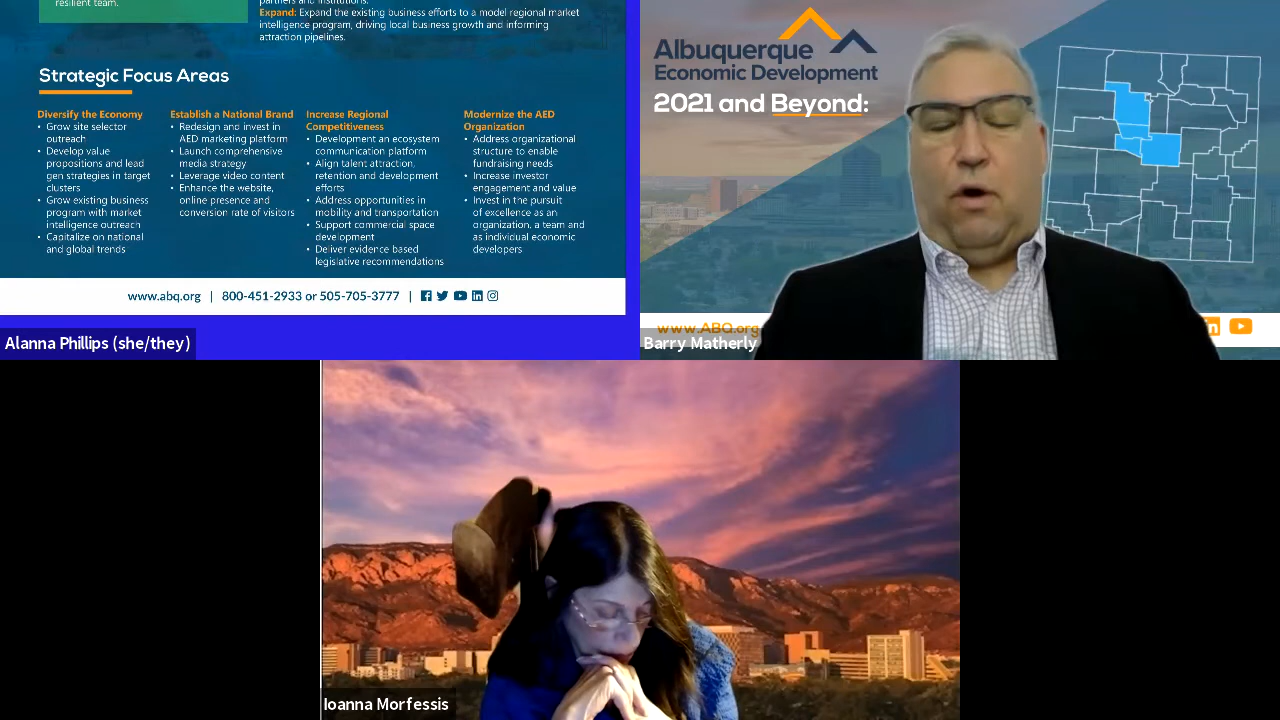 resilient team.
partners and institutions.
Expand: Expand the existing business efforts to a model regional market
intelligence program, driving local business growth and informing
attraction pipelines.
Strategic Focus Areas
Diversify the Economy
• Grow site selector
outreach
• Develop value
propositions and lead
gen strategies in target
clusters
• Grow existing business
program with market
intelligence outreach
• Capitalize on national
and global trends
Establish a National Brand
• Redesign and invest in
AED marketing platform
• Launch comprehensive
media strategy
• Leverage video content
• Enhance the website,
online presence and
conversion rate of visitors
Increase Regional
Competitiveness
• Development an ecosystem
communication platform
• Align talent attraction,
retention and development
efforts
• Address opportunities in
mobility and transportation
• Support commercial space
development
• Deliver evidence based
legislative recommendations
Modernize the AED
Organization
• Address organizational
structure to enable
fundraising needs
• Increase investor
engagement and value
• Invest in the pursuit
of excellence as an
organization, a team and
as individual economic
developers
www.abq.org | 800-451-2933 or 505-705-3777 |
Alanna Phillips (she/they)
Albuquerque
Economic Development
2021 and Beyond:
www.ABQ.org
in
Barry Matherly
Ioanna Morfessis